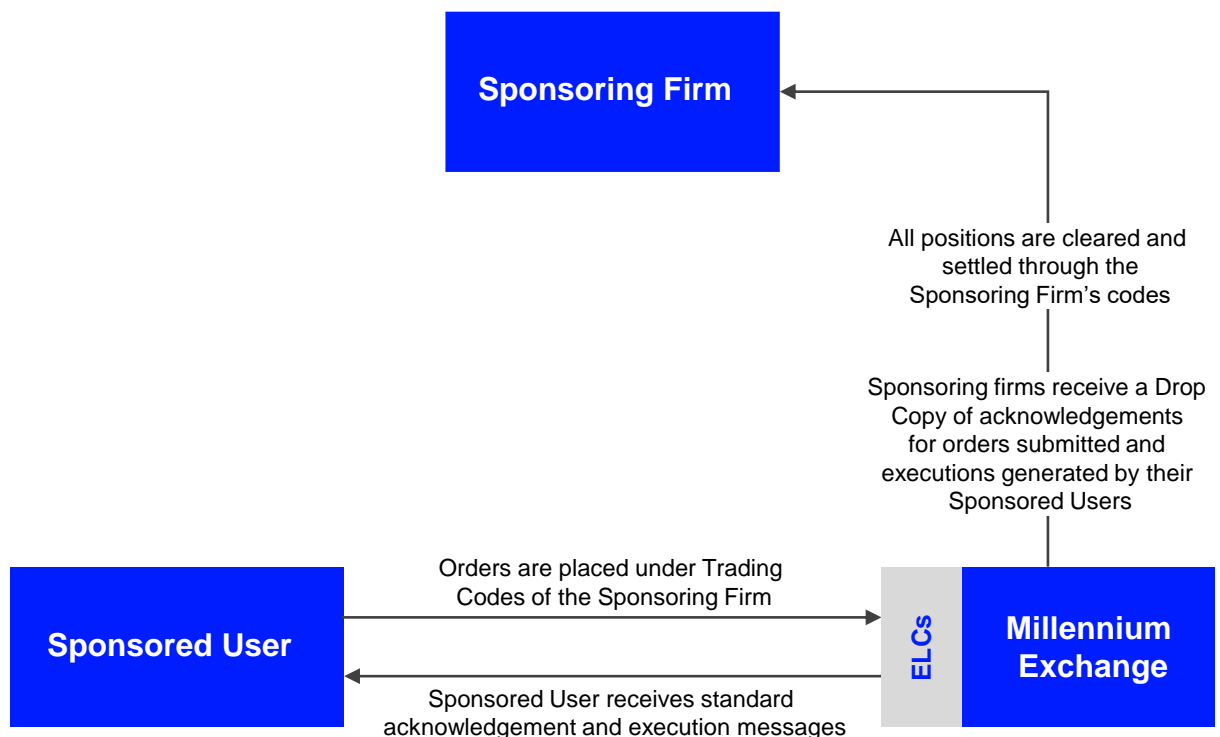 Sponsoring Firm
All positions are cleared and
settled through the
Sponsoring Firm’s codes
Sponsoring firms receive a Drop
Copy of acknowledgements
for orders submitted and
executions generated by their
Sponsored Users
Orders are placed under Trading
Codes of the Sponsoring Firm
Sponsored User
ELCs
Millennium
Exchange
Sponsored User receives standard
acknowledgement and execution messages